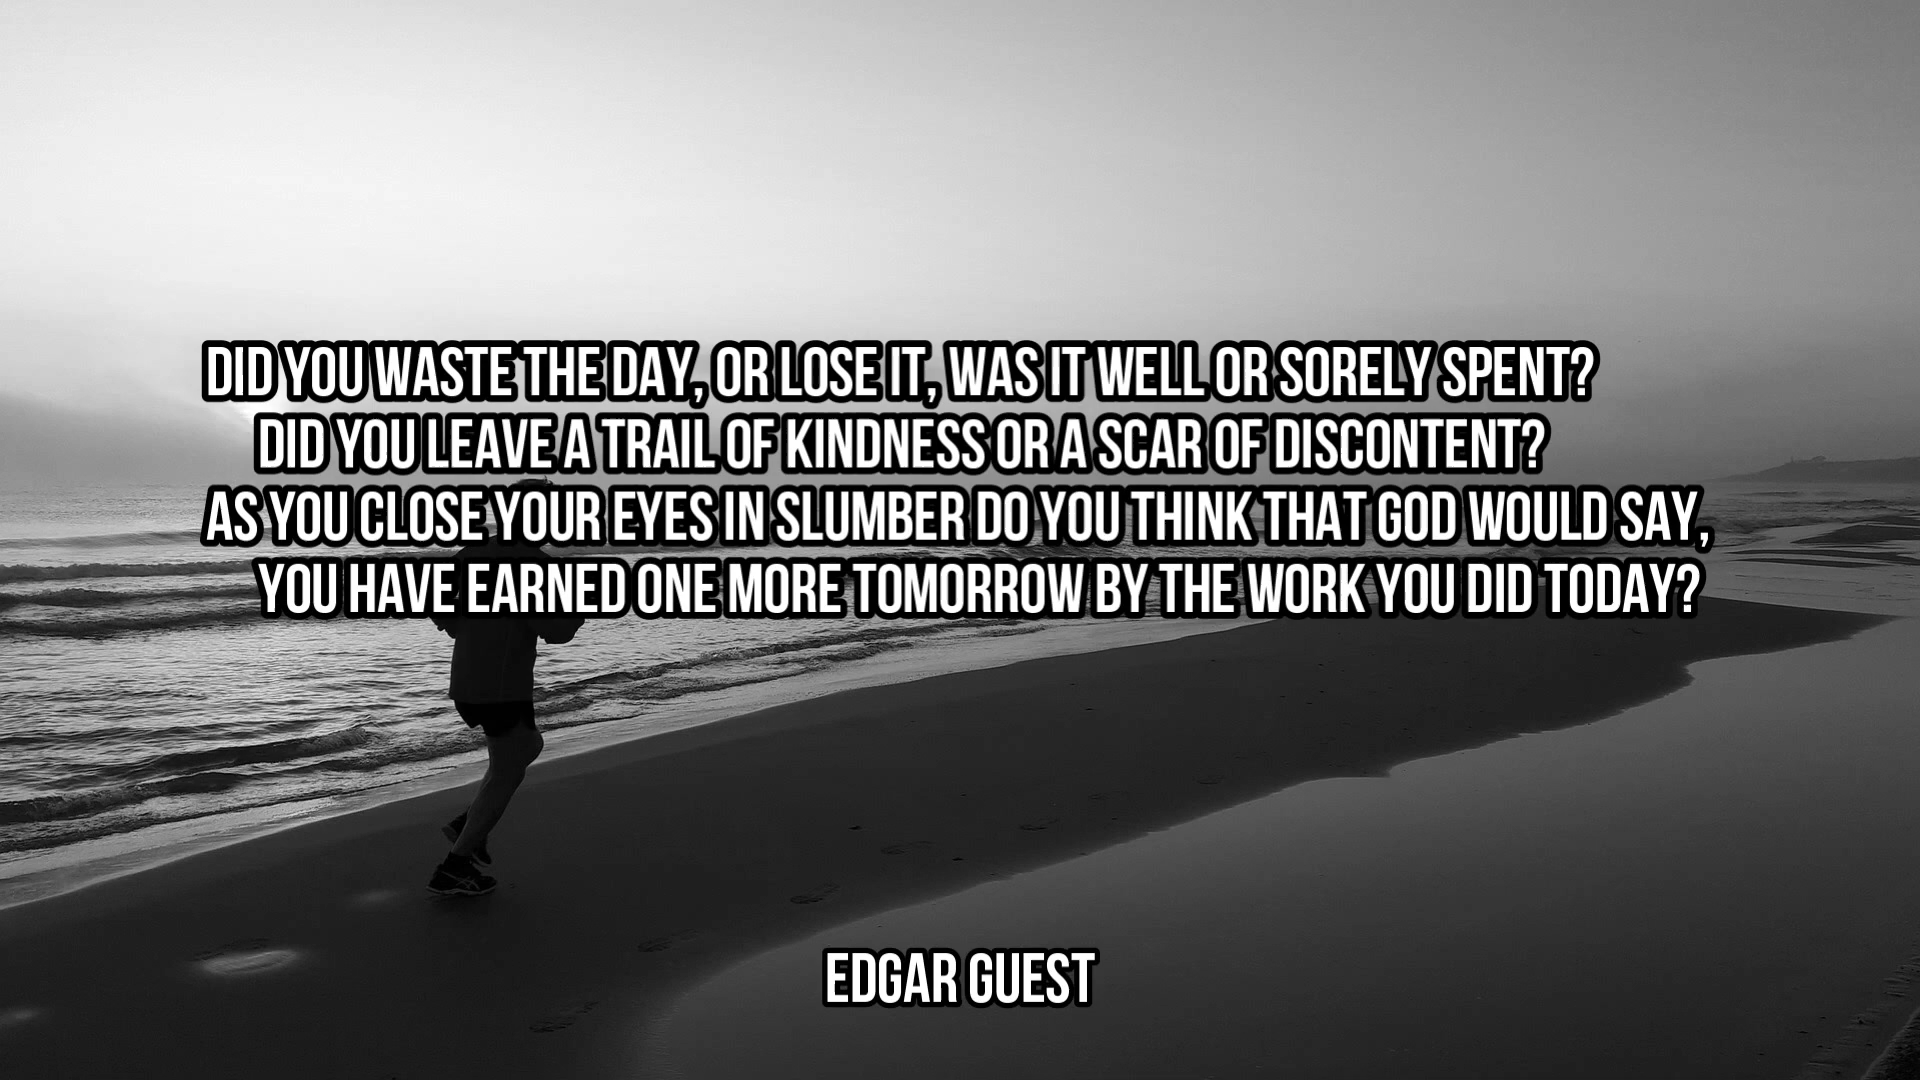 DID YOU WASTE THE DAY, OR LOSE IT, WAS IT WELL OR SORELY SPENT?
DID YOU LEAVE A TRAIL OF KINDNESS OR A SCAR OF DISCONTENT?
AS YOU CLOSE YOUR EYES IN SLUMBER DO YOU THINK THAT GOD WOULD SAY,
YOU HAVE EARNED ONE MORE TOMORROW BY THE WORK YOU DID TODAY?
EDGAR GUEST